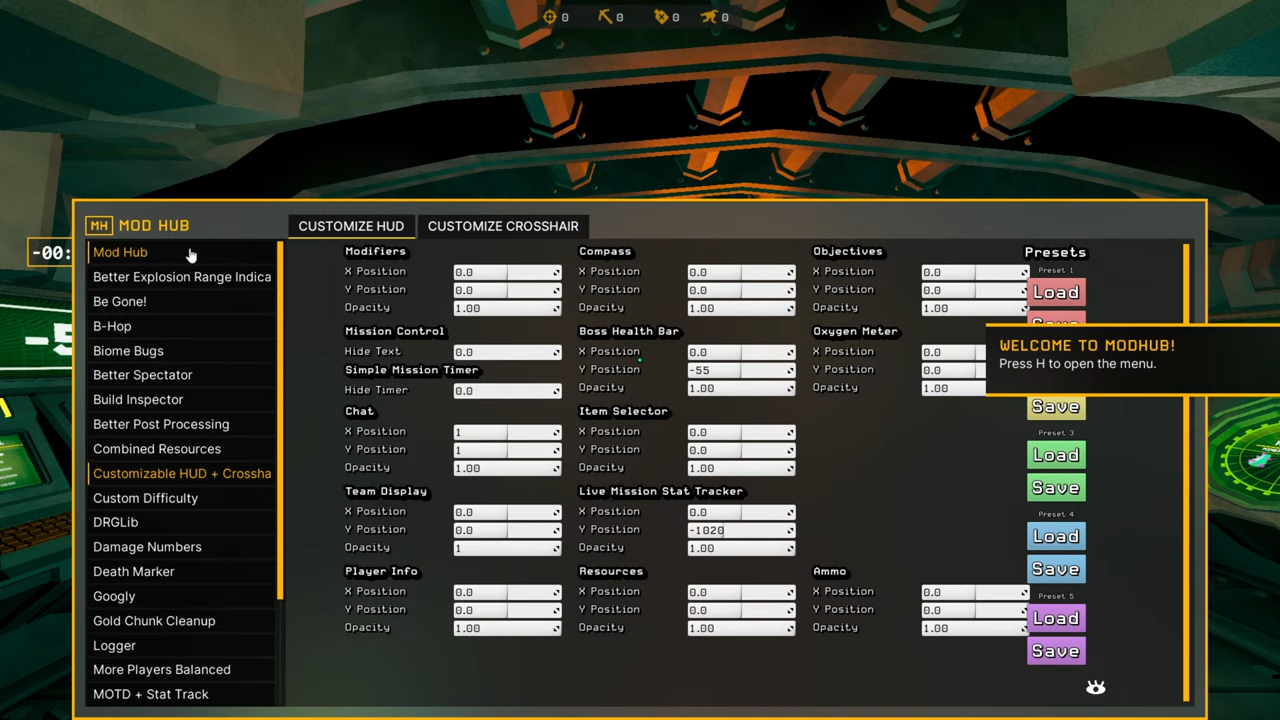 0 0 0 0
MH MOD HUB
CUSTOMIZE HUD CUSTOMIZE CROSSHAIR
-00:
-5
Mod Hub
Better Explosion Range Indica
Be Gone!
B-Hop
Biome Bugs
Better Spectator
Build Inspector
Better Post Processing
Combined Resources
Customizable HUD + Crossha
Custom Difficulty
DRGLib
Damage Numbers
Death Marker
Googly
Gold Chunk Cleanup
Logger
More Players Balanced
MOTD + Stat Track
Modifiers
X Position 0.0
Y Position 0.0
Opacity 1.00
Mission Control
Hide Text 0.0
Simple Mission Timer
Hide Timer 0.0
Chat
X Position 1
Y Position 1
Opacity 1.00
Team Display
X Position 0.0
Y Position 0.0
Opacity 1
Player Info
X Position 0.0
Y Position 0.0
Opacity 1.00
Compass
X Position 0.0
Y Position 0.0
Opacity 1.00
Boss Health Bar
X Position 0.0
Y Position -55
Opacity 1.00
Item Selector
X Position 0.0
Y Position 0.0
Opacity 1.00
Live Mission Stat Tracker
X Position 0.0
Y Position -1020
Opacity 1.00
Resources
X Position 0.0
Y Position 0.0
Opacity 1.00
Objectives
X Position 0.0
Y Position 0.0
Opacity 1.00
Oxygen Meter
X Position 0.0
Y Position 0.0
Opacity 1.00
Ammo
X Position 0.0
Y Position 0.0
Opacity 1.00
Presets
Preset 1
Load
Save
WELCOME TO MODHUB!
Press H to open the menu.
Save
Preset 3
Load
Save
Preset 4
Load
Save
Preset 5
Load
Save